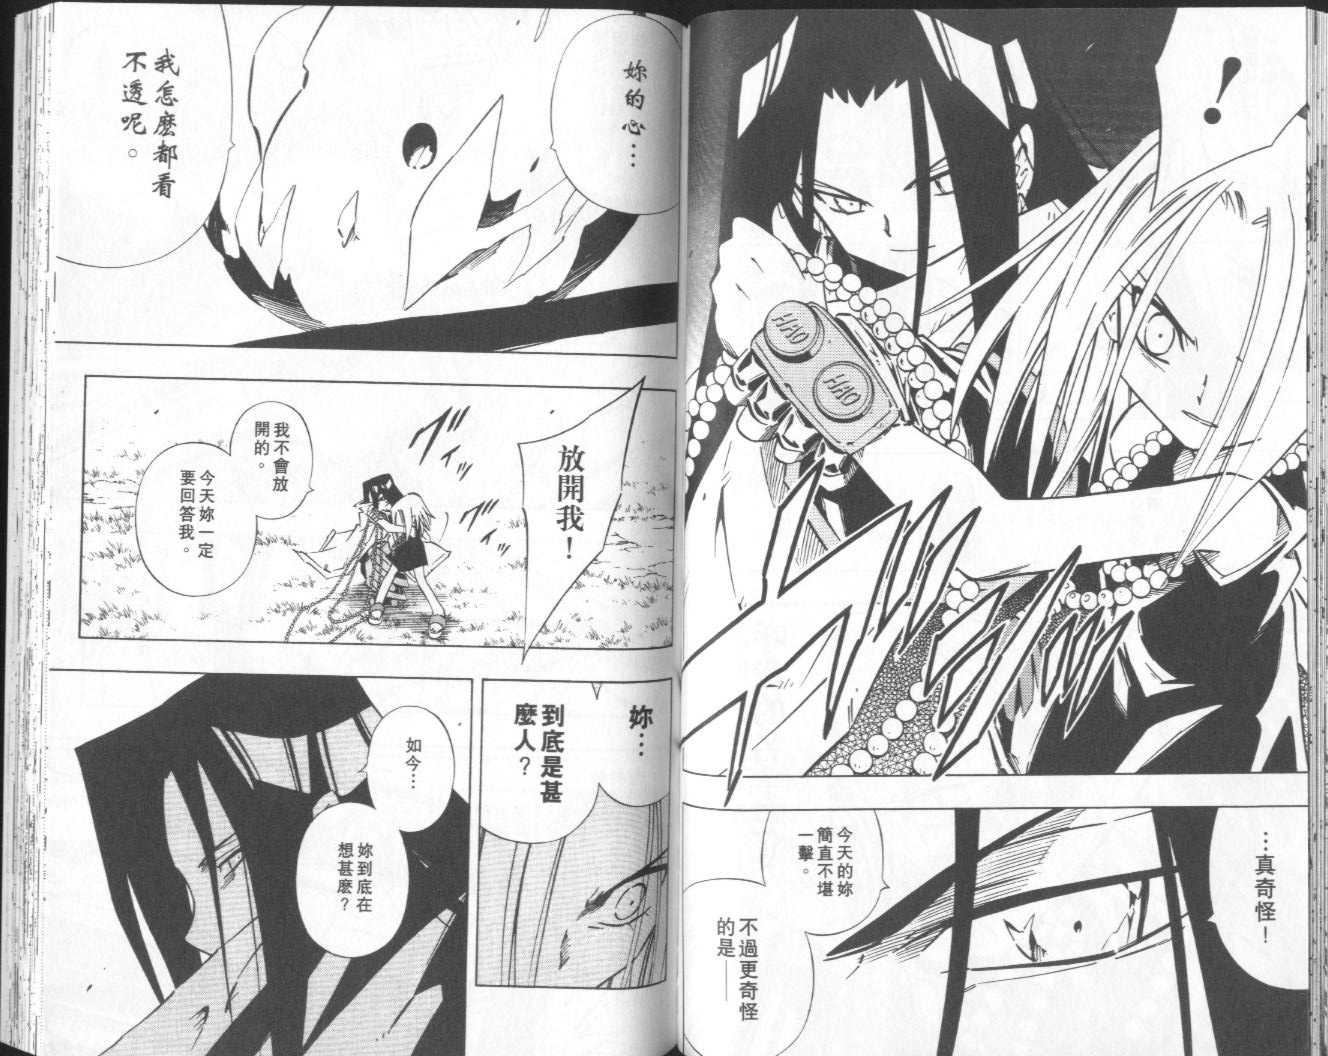 ！
HAO
HAO
…真奇怪！
今天的妳
簡直不堪
一擊。
不過更奇怪
的是——
妳的心…
我怎麼都看
不透呢。
放開我！
我不會放
開的。
今天妳一定
要回答我。
妳…
到底是甚
麼人？
如今…
妳到底在
想甚麼？